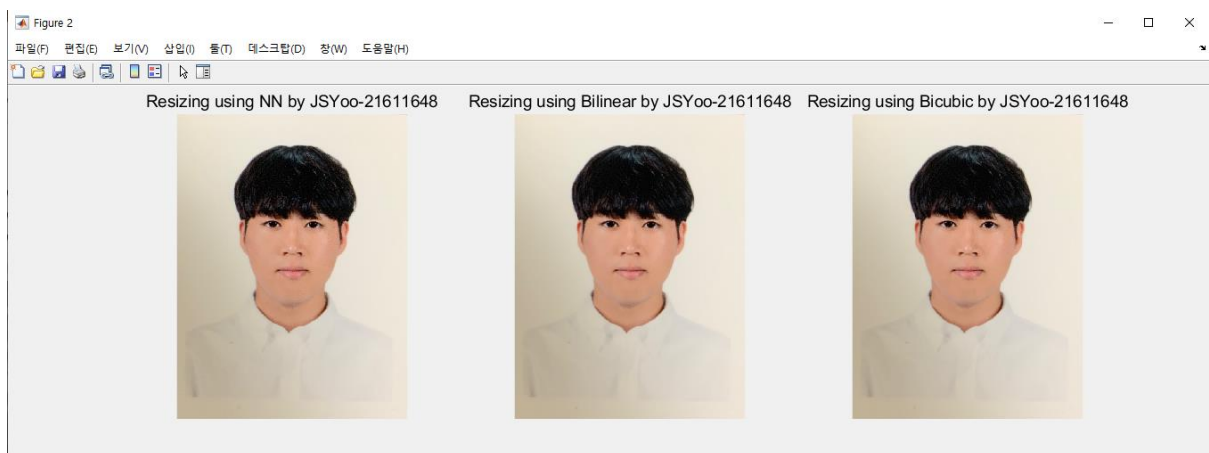 Figure 2
파일(F) 편집(E) 보기(V) 삽입(I) 툴(T) 데스크탑(D) 창(W) 도움말(H)
Resizing using NN by JSYoo-21611648 Resizing using Bilinear by JSYoo-21611648 Resizing using Bicubic by JSYoo-21611648